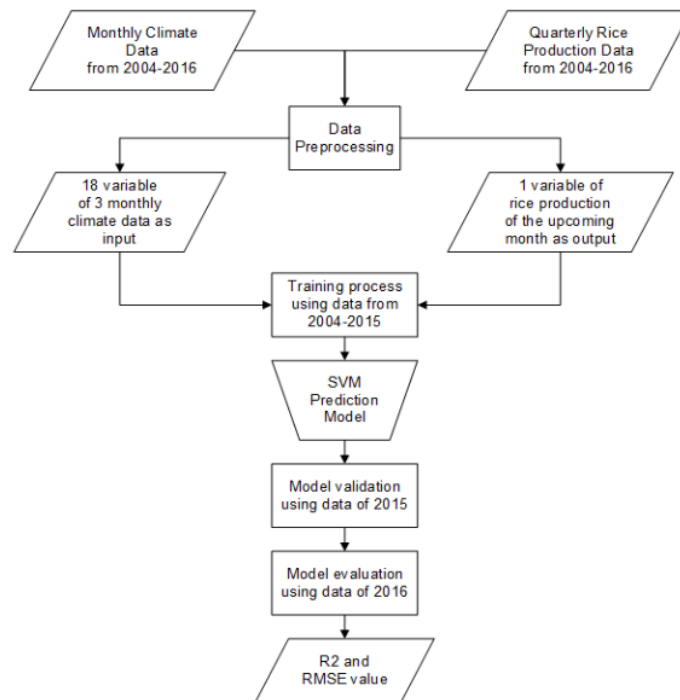 Monthly Climate
Data
from 2004-2016
Quarterly Rice
Production Data
from 2004-2016
Data
Preprocessing
18 variable
of 3 monthly
climate data as
input
1 variable of
rice production
of the upcoming
month as output
Training process
using data from
2004-2015
SVM
Prediction
Model
Model validation
using data of 2015
Model evaluation
using data of 2016
R2 and
RMSE value